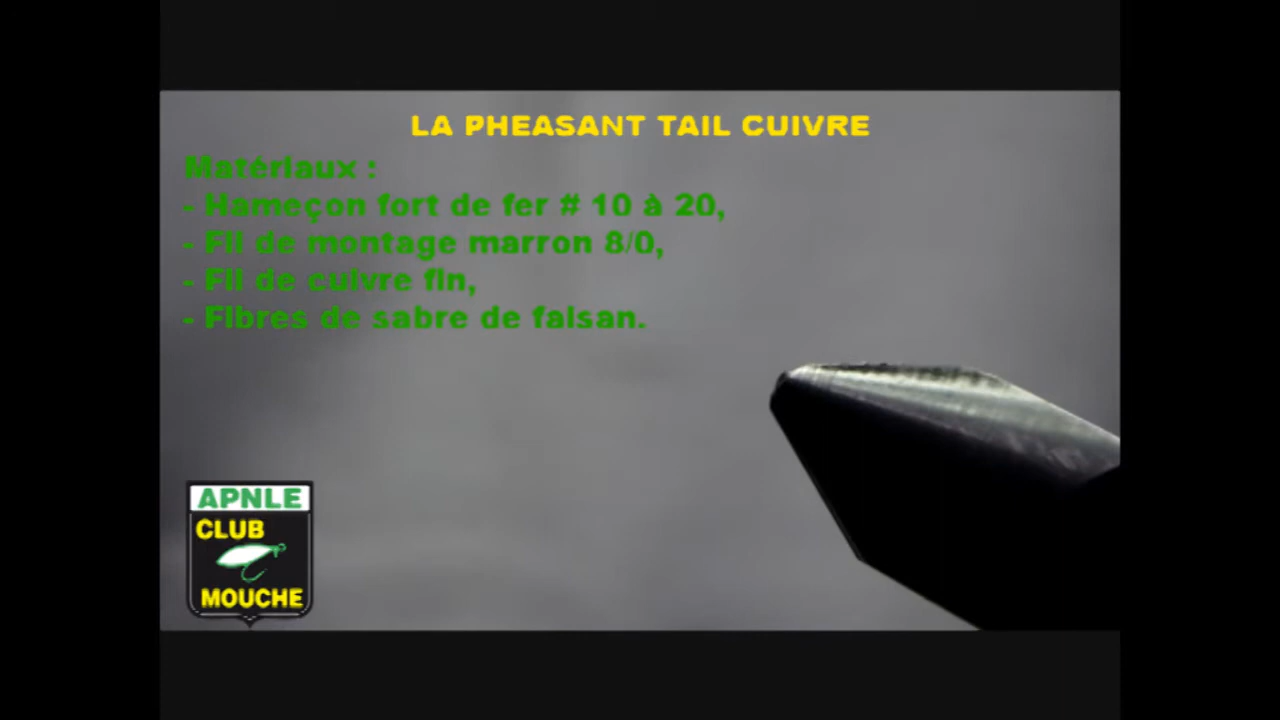 LA PHEASANT TAIL CUIVRE
Matériaux :
- Hameçon fort de fer # 10 à 20,
- Fil de montage marron 8/0,
- Fil de cuivre fin,
- Fibres de sabre de faisan.
APNLE
CLUB
MOUCHE